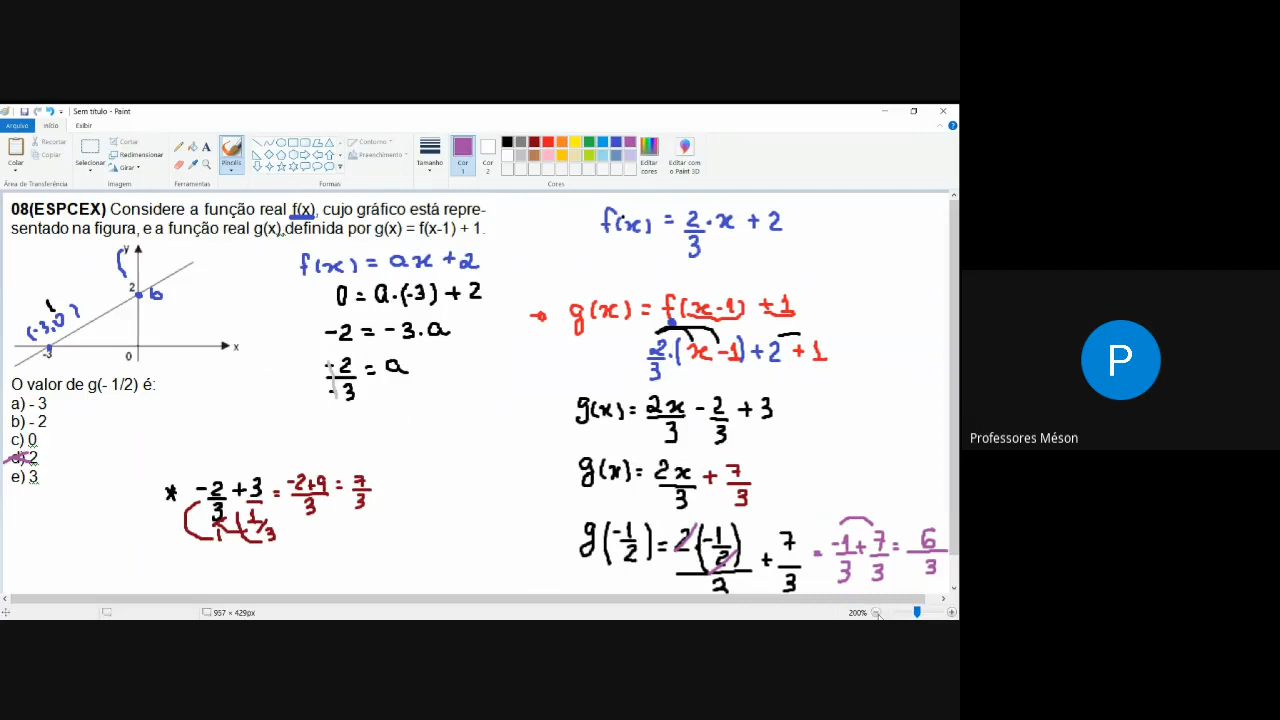 Sem título - Paint
Arquivo Início Exibir
Colar Recortar Copiar Selecionar Cortar Redimensionar Girar A Pincéis Contorno Preenchimento Tamanho Cor 1 Cor 2 Editar cores Editar com o Paint 3D
Área de Transferência Imagem Ferramentas Formas Cores
08(ESPCEX) Considere a função real f(x), cujo gráfico está repre-
sentado na figura, e a função real g(x) definida por g(x) = f(x-1) + 1.
y
2 b
(-3,0)
-3 0 x
O valor de g(- 1/2) é:
a) - 3
b) - 2
c) 0
d) 2
e) 3
f(x) = ax + 2
0 = a·(-3) + 2
-2 = -3·a
-2/-3 = a
* -2/3 + 3/1 = -2+9/3 = 7/3
1 3
f(x) = 2/3 · x + 2
g(x) = f(x-1) + 1
2/3 · (x - 1) + 2 + 1
g(x) = 2x/3 - 2/3 + 3
g(x) = 2x/3 + 7/3
g(-1/2) = 2(-1/2)/3 + 7/3 = -1/3 + 7/3 = 6/3
957 × 429px
200%
P
Professores Méson